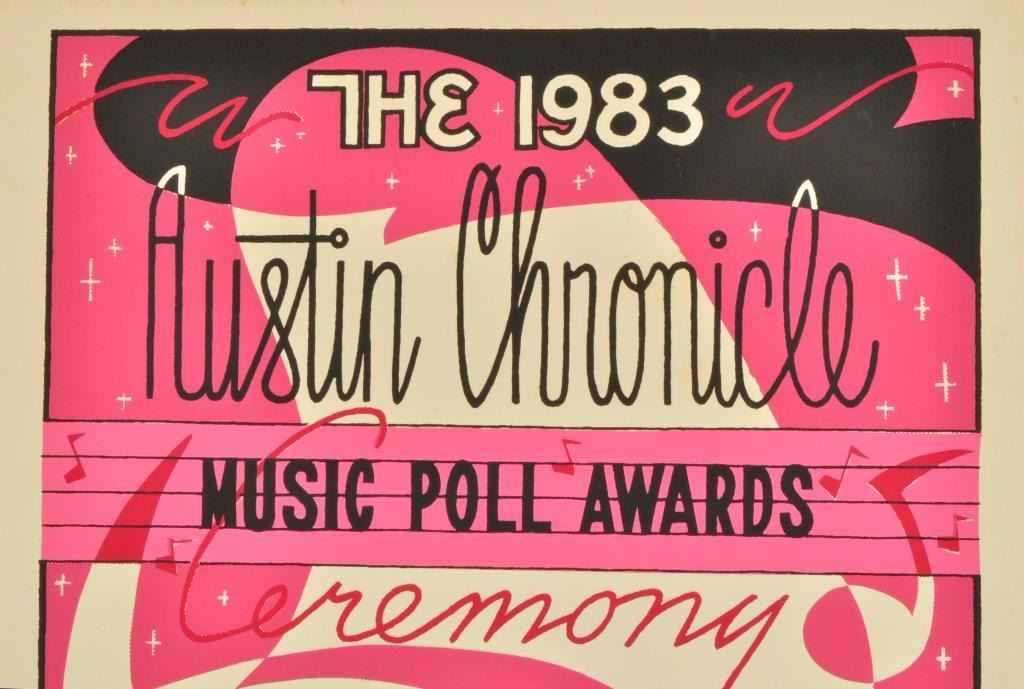 THE 1983
Austin Chronicle
MUSIC POLL AWARDS
Ceremony